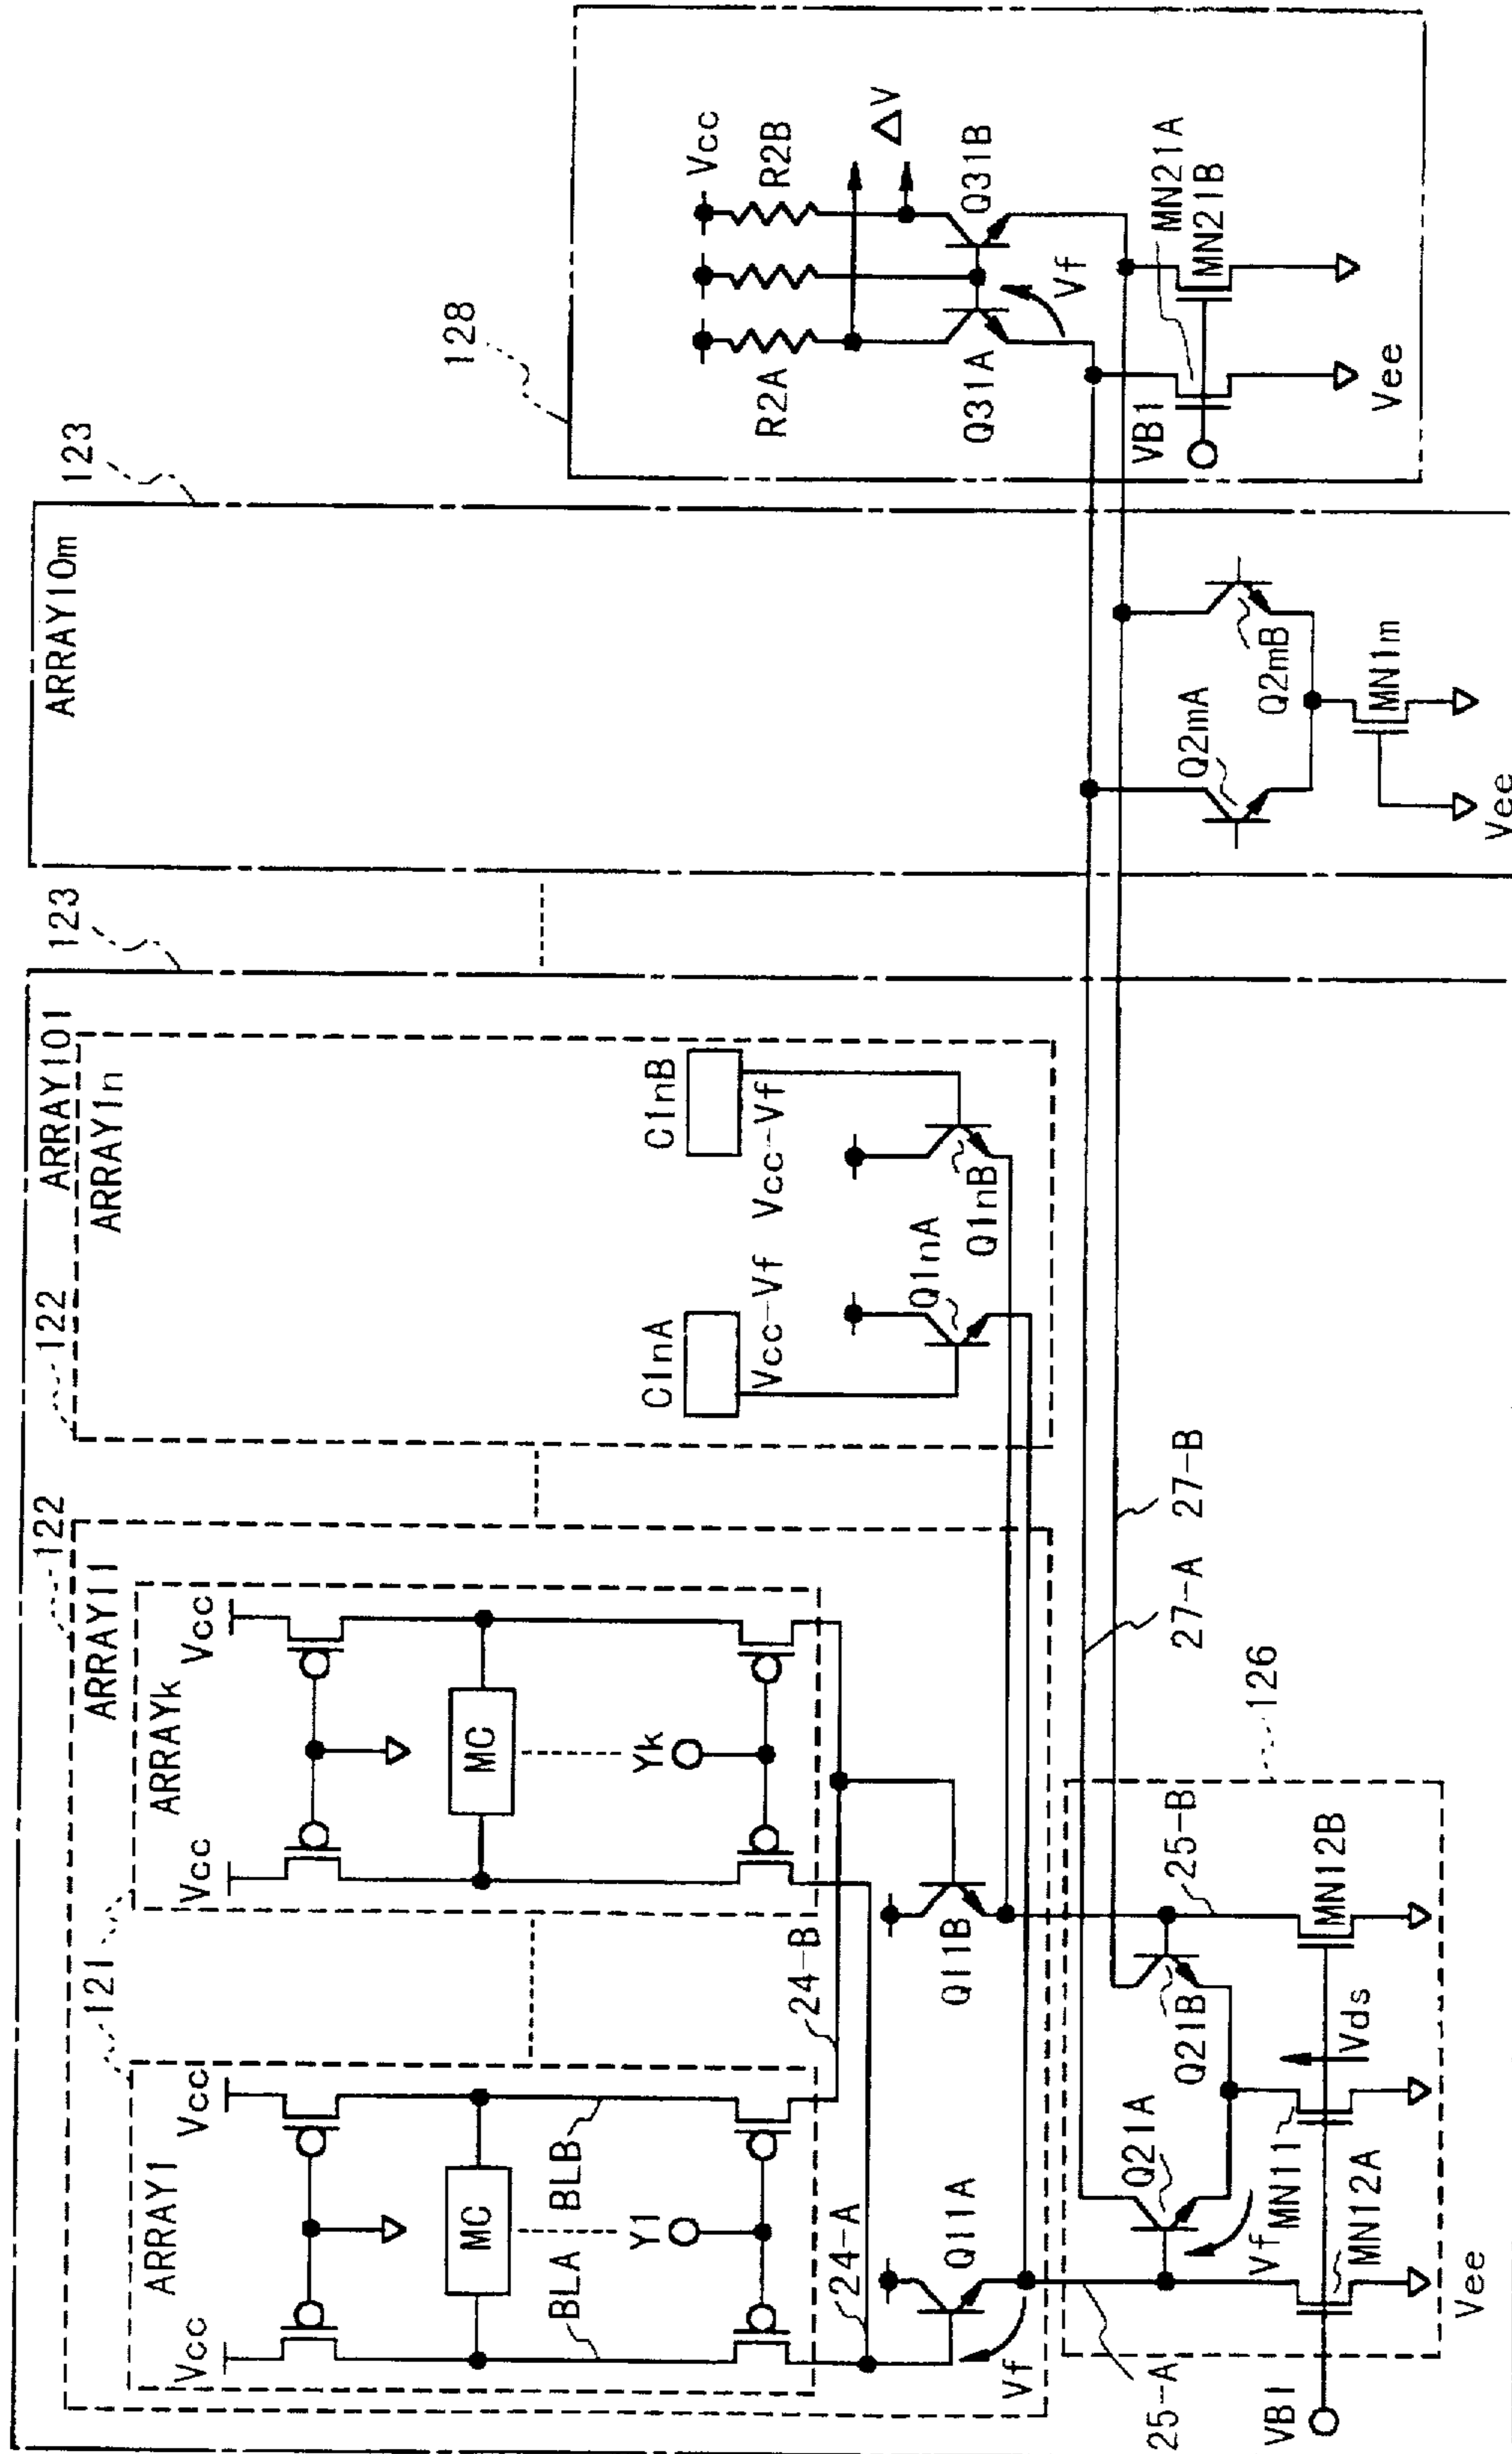 123
ARRAY101
122
ARRAY11
121
ARRAY1
Vcc
Vcc
MC
BLA
BLB
Y1
ARRAYk
Vcc
Vcc
MC
Yk
24-A
24-B
Q11A
Q11B
Vf
122
ARRAY1n
C1nA
C1nB
Vcc-Vf
Vcc-Vf
Q1nA
Q1nB
25-A
25-B
126
Q21A
Q21B
Vf
MN11
Vds
MN12A
MN12B
VB1
Vee
27-A
27-B
123
ARRAY10m
Q2mA
Q2mB
MN1m
Vee
128
Vcc
R2A
R2B
ΔV
Q31A
Q31B
Vf
VB1
MN21A
MN21B
Vee